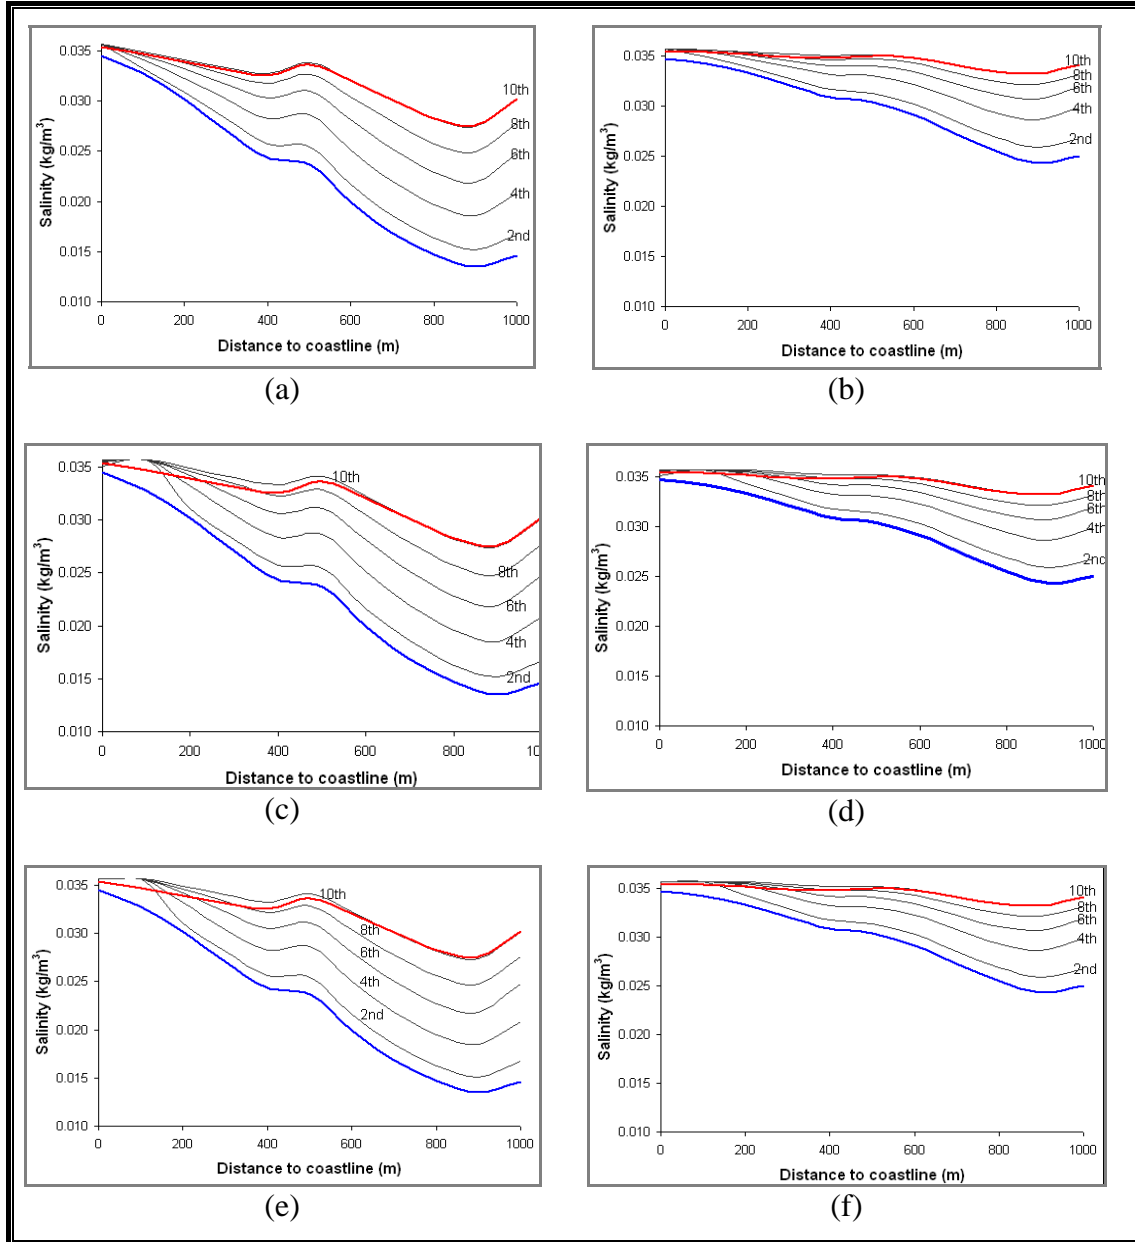 0.035
0.030
0.025
0.020
0.015
0.010
Salinity (kg/m³)
10th
8th
6th
4th
2nd
0 200 400 600 800 1000
Distance to coastline (m)
(a)
0.035
0.030
0.025
0.020
0.015
0.010
Salinity (kg/m³)
10th
8th
6th
4th
2nd
0 200 400 600 800 1000
Distance to coastline (m)
(b)
0.035
0.030
0.025
0.020
0.015
0.010
Salinity (kg/m³)
10th
8th
6th
4th
2nd
0 200 400 600 800 100
Distance to coastline (m)
(c)
0.035
0.030
0.025
0.020
0.015
0.010
Salinity (kg/m³)
10th
8th
6th
4th
2nd
0 200 400 600 800 1000
Distance to coastline (m)
(d)
0.035
0.030
0.025
0.020
0.015
0.010
Salinity (kg/m³)
10th
8th
6th
4th
2nd
0 200 400 600 800 1000
Distance to coastline (m)
(e)
0.035
0.030
0.025
0.020
0.015
0.010
Salinity (kg/m³)
10th
8th
6th
4th
2nd
0 200 400 600 800 1000
Distance to coastline (m)
(f)